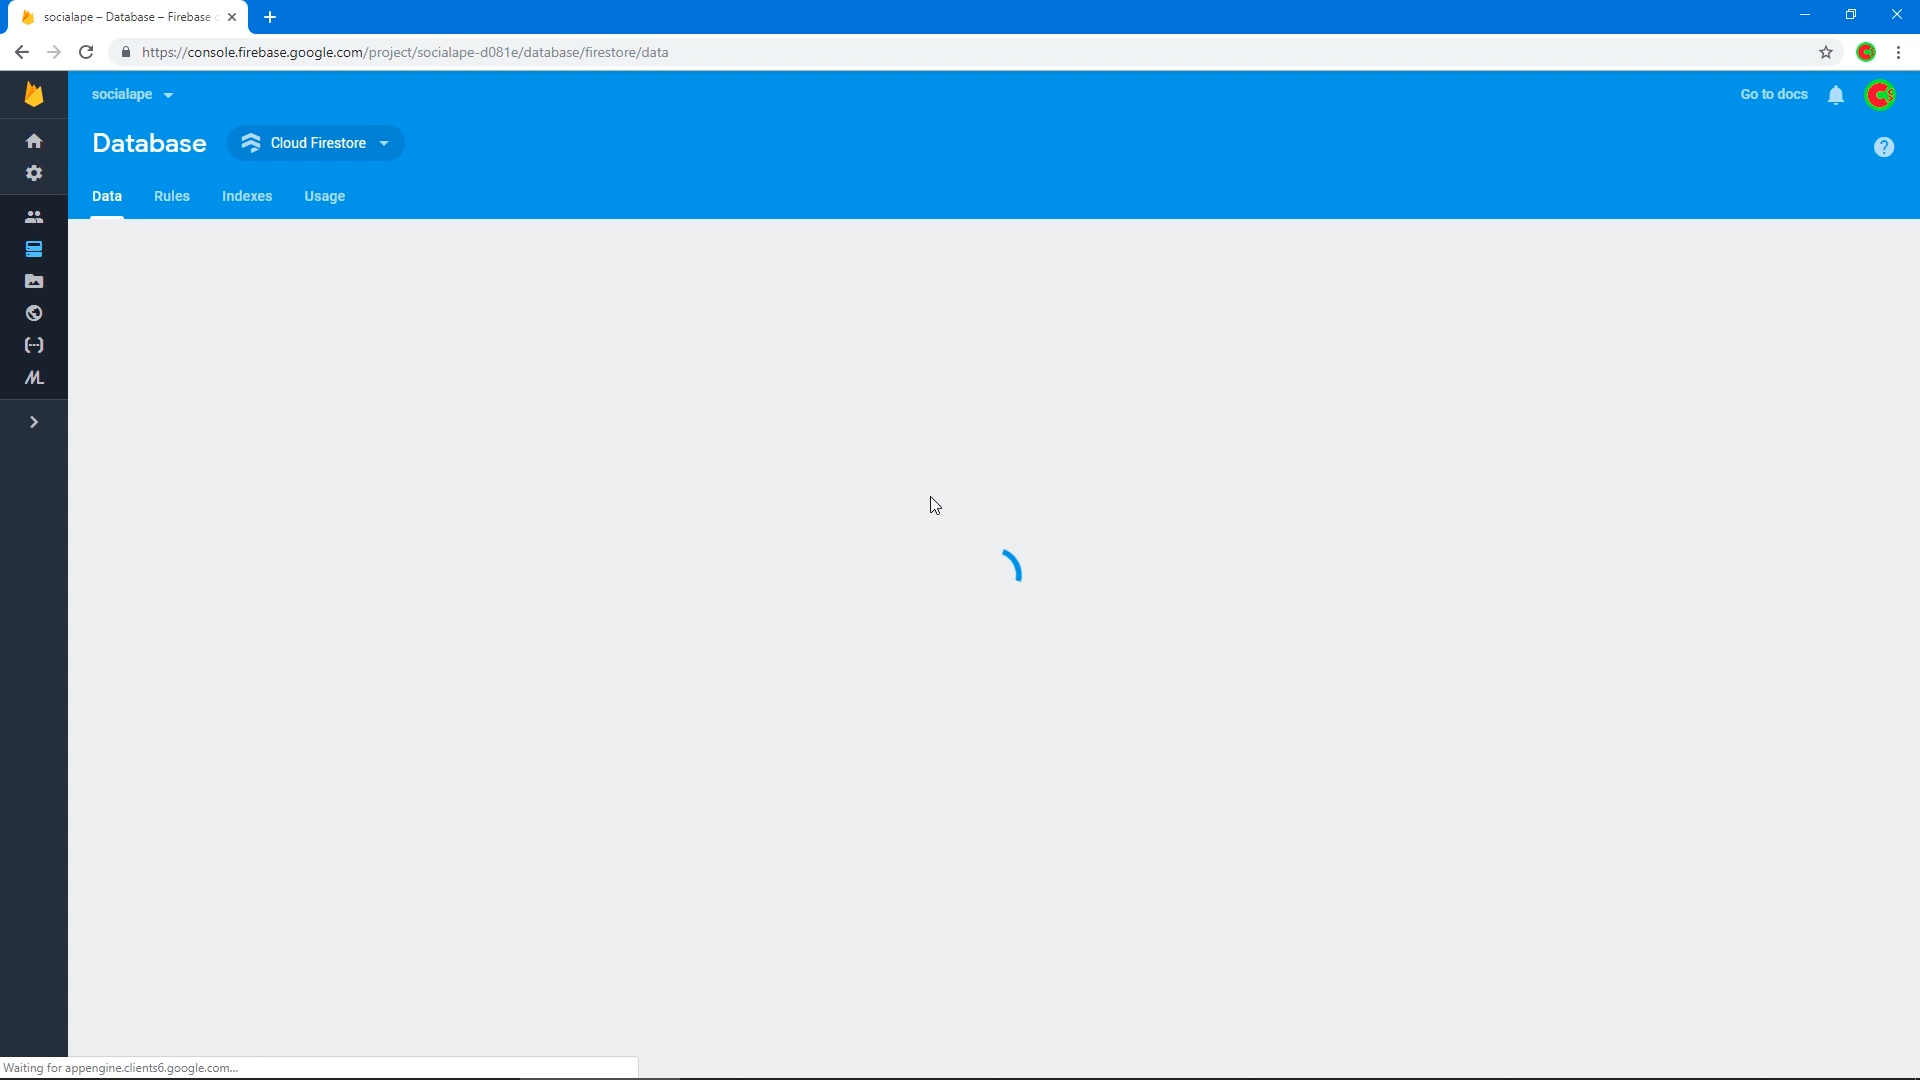 socialape – Database – Firebase
https://console.firebase.google.com/project/socialape-d081e/database/firestore/data
socialape
Go to docs
Database
Cloud Firestore
Data
Rules
Indexes
Usage
Waiting for appengine.clients6.google.com...